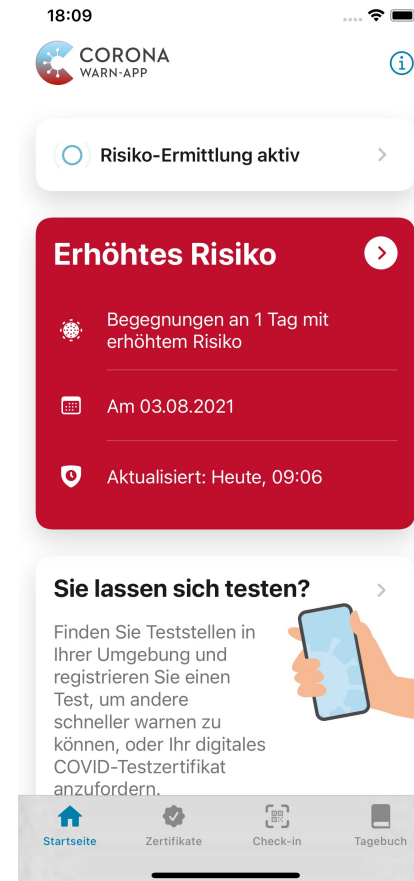 18:09
CORONA
WARN-APP
Risiko-Ermittlung aktiv
Erhöhtes Risiko
Begegnungen an 1 Tag mit
erhöhtem Risiko
Am 03.08.2021
Aktualisiert: Heute, 09:06
Sie lassen sich testen?
Finden Sie Teststellen in
Ihrer Umgebung und
registrieren Sie einen
Test, um andere
schneller warnen zu
können, oder Ihr digitales
COVID-Testzertifikat
anzufordern.
Startseite Zertifikate Check-in Tagebuch